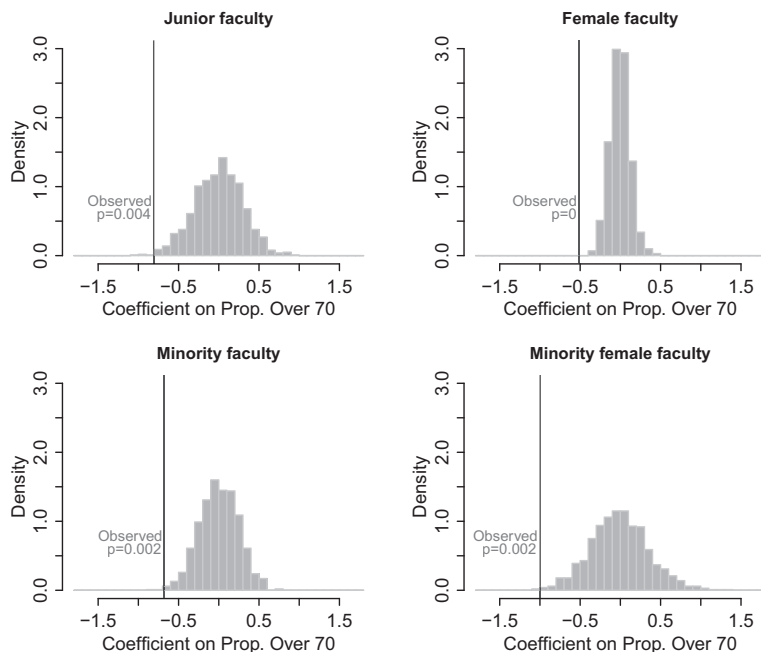 Junior faculty
Density
0.0
1.0
2.0
3.0
Observed
p=0.004
−1.5 −0.5 0.5 1.5
Coefficient on Prop. Over 70
Female faculty
Density
0.0
1.0
2.0
3.0
Observed
p=0
−1.5 −0.5 0.5 1.5
Coefficient on Prop. Over 70
Minority faculty
Density
0.0
1.0
2.0
3.0
Observed
p=0.002
−1.5 −0.5 0.5 1.5
Coefficient on Prop. Over 70
Minority female faculty
Density
0.0
1.0
2.0
3.0
Observed
p=0.002
−1.5 −0.5 0.5 1.5
Coefficient on Prop. Over 70